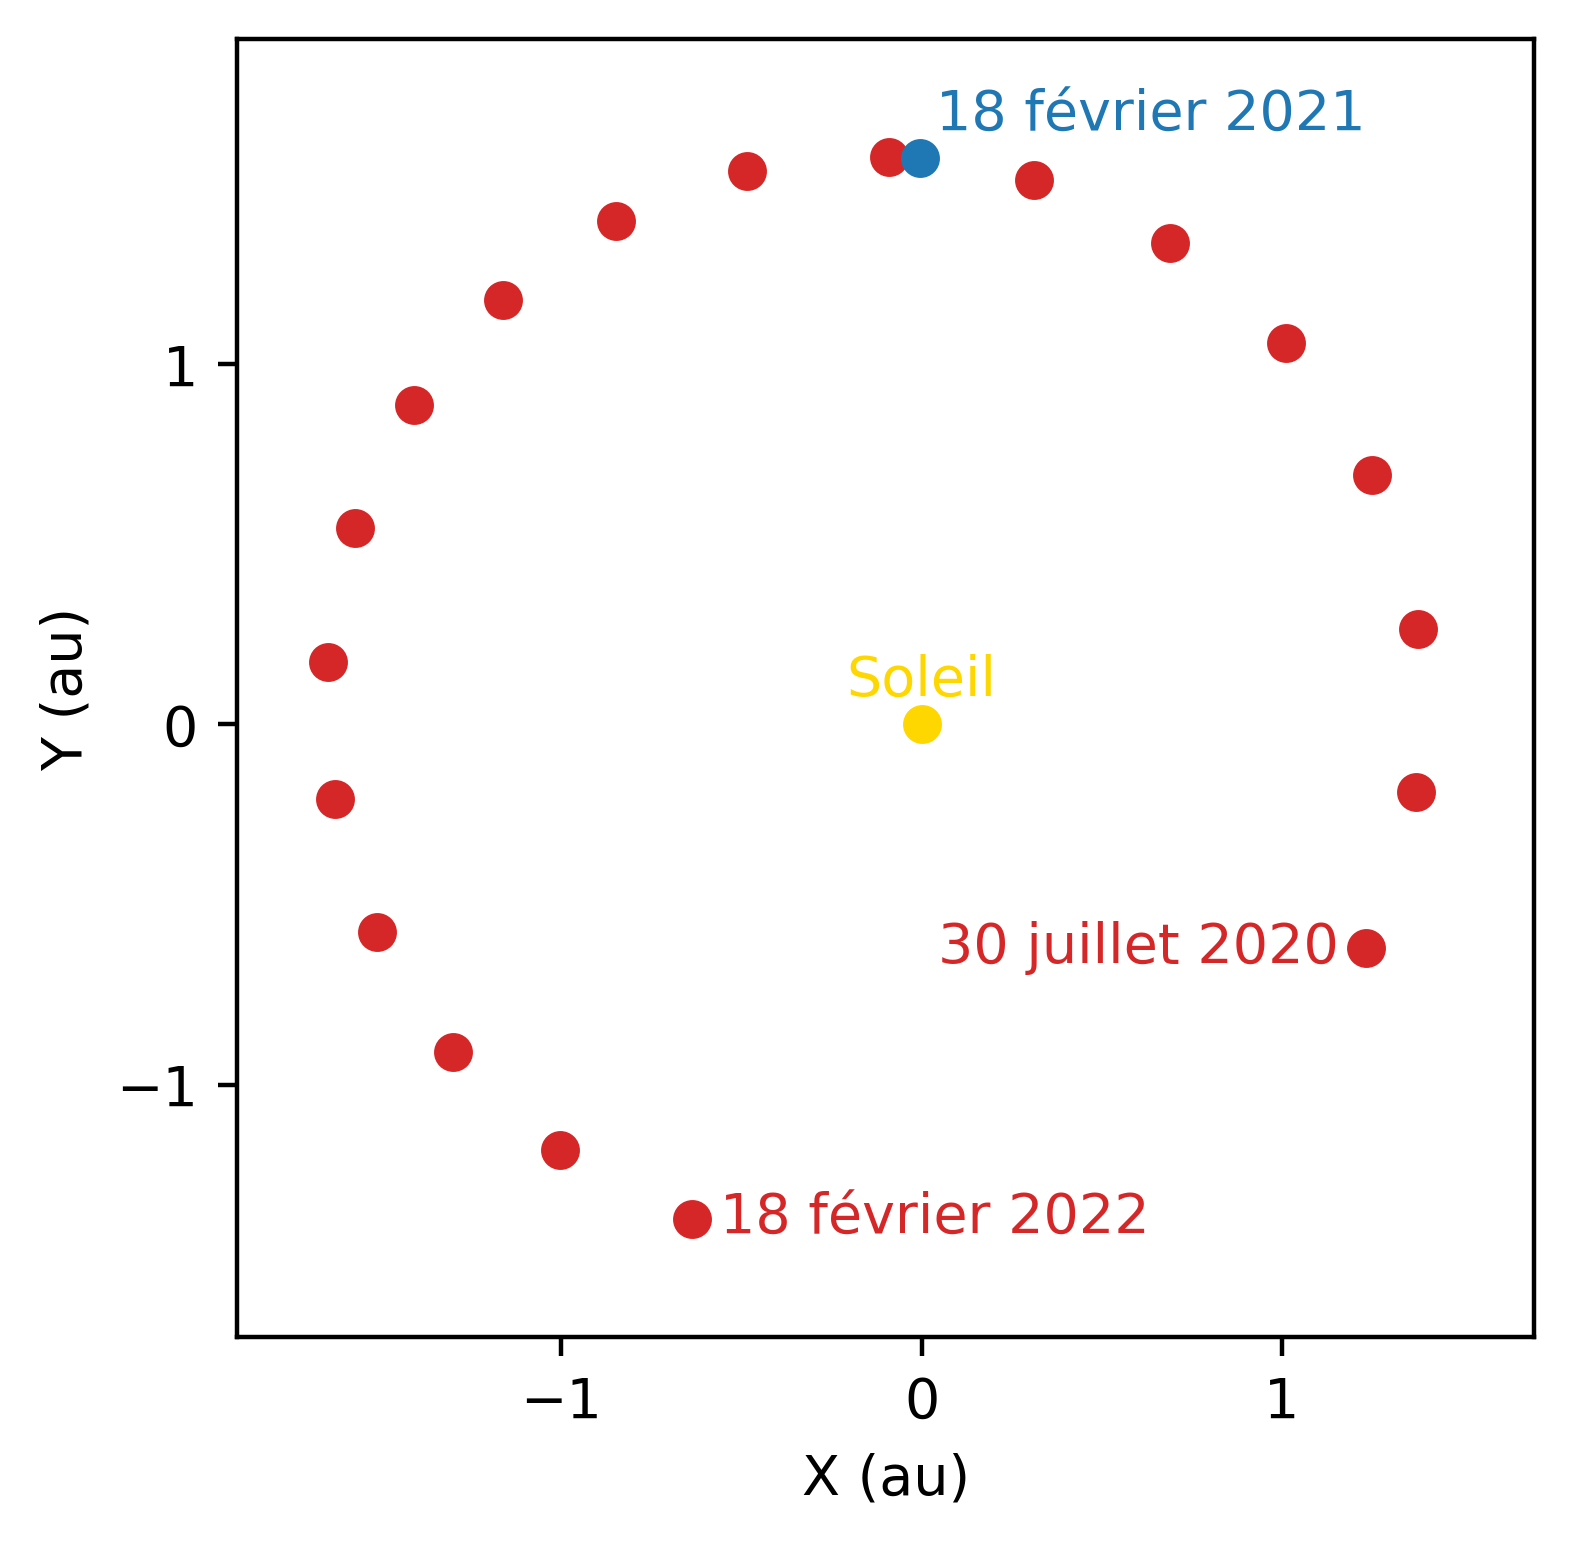 18 février 2021
1
Soleil
0
30 juillet 2020
−1
18 février 2022
−1
0
1
X (au)
Y (au)